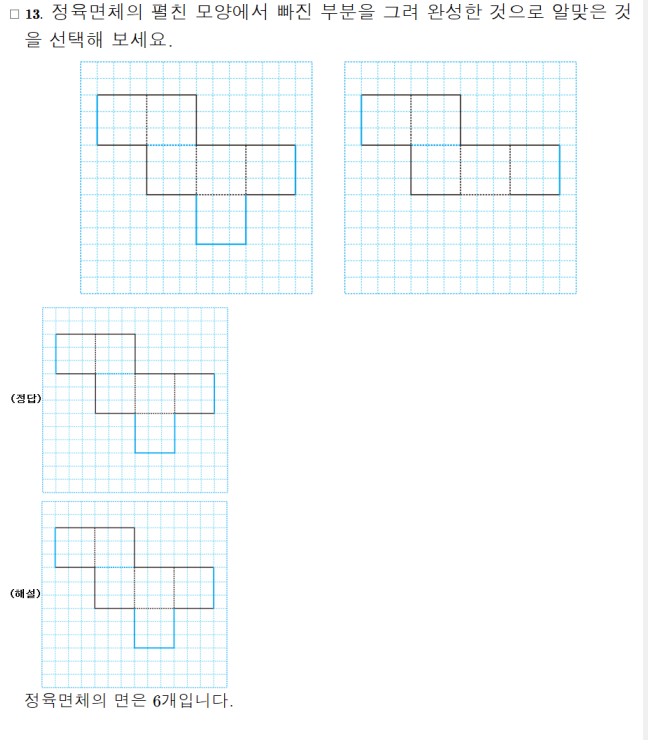 □ 13. 정육면체의 펼친 모양에서 빠진 부분을 그려 완성한 것으로 알맞은 것
을 선택해 보세요.
(정답)
(해설)
정육면체의 면은 6개입니다.